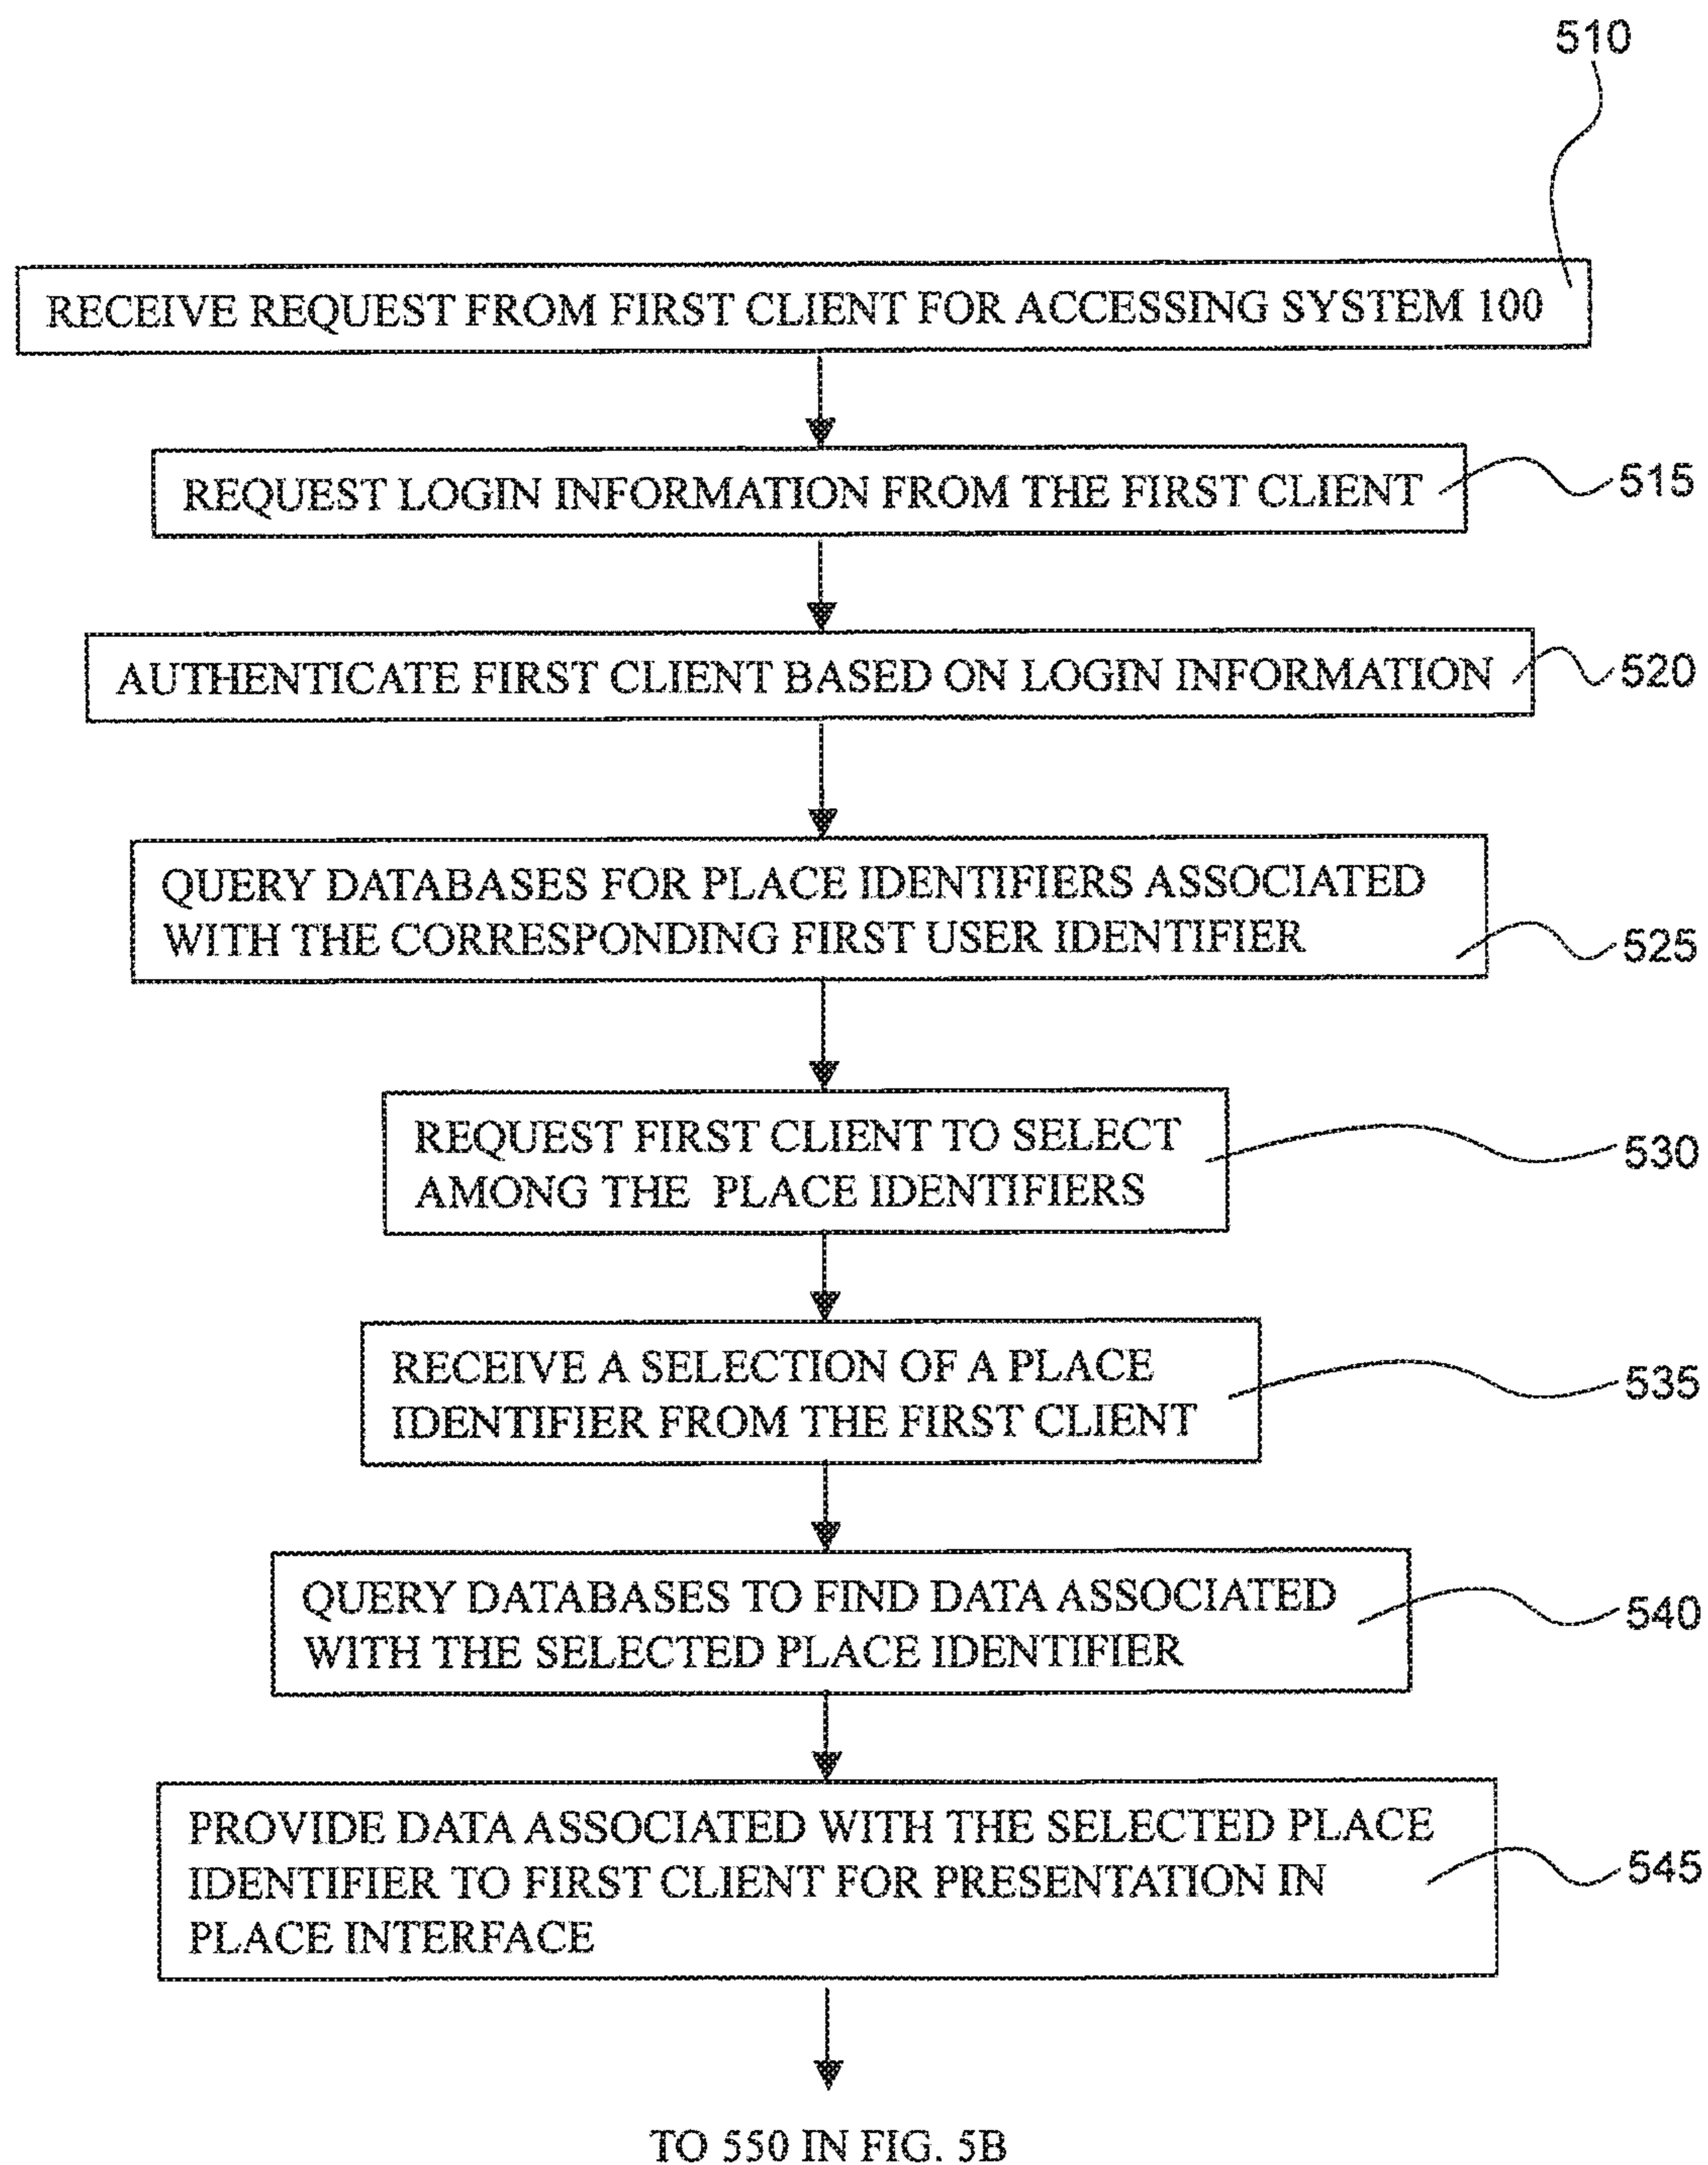 510
RECEIVE REQUEST FROM FIRST CLIENT FOR ACCESSING SYSTEM 100
REQUEST LOGIN INFORMATION FROM THE FIRST CLIENT
515
AUTHENTICATE FIRST CLIENT BASED ON LOGIN INFORMATION
520
QUERY DATABASES FOR PLACE IDENTIFIERS ASSOCIATED
WITH THE CORRESPONDING FIRST USER IDENTIFIER
525
REQUEST FIRST CLIENT TO SELECT
AMONG THE PLACE IDENTIFIERS
530
RECEIVE A SELECTION OF A PLACE
IDENTIFIER FROM THE FIRST CLIENT
535
QUERY DATABASES TO FIND DATA ASSOCIATED
WITH THE SELECTED PLACE IDENTIFIER
540
PROVIDE DATA ASSOCIATED WITH THE SELECTED PLACE
IDENTIFIER TO FIRST CLIENT FOR PRESENTATION IN
PLACE INTERFACE
545
TO 550 IN FIG. 5B